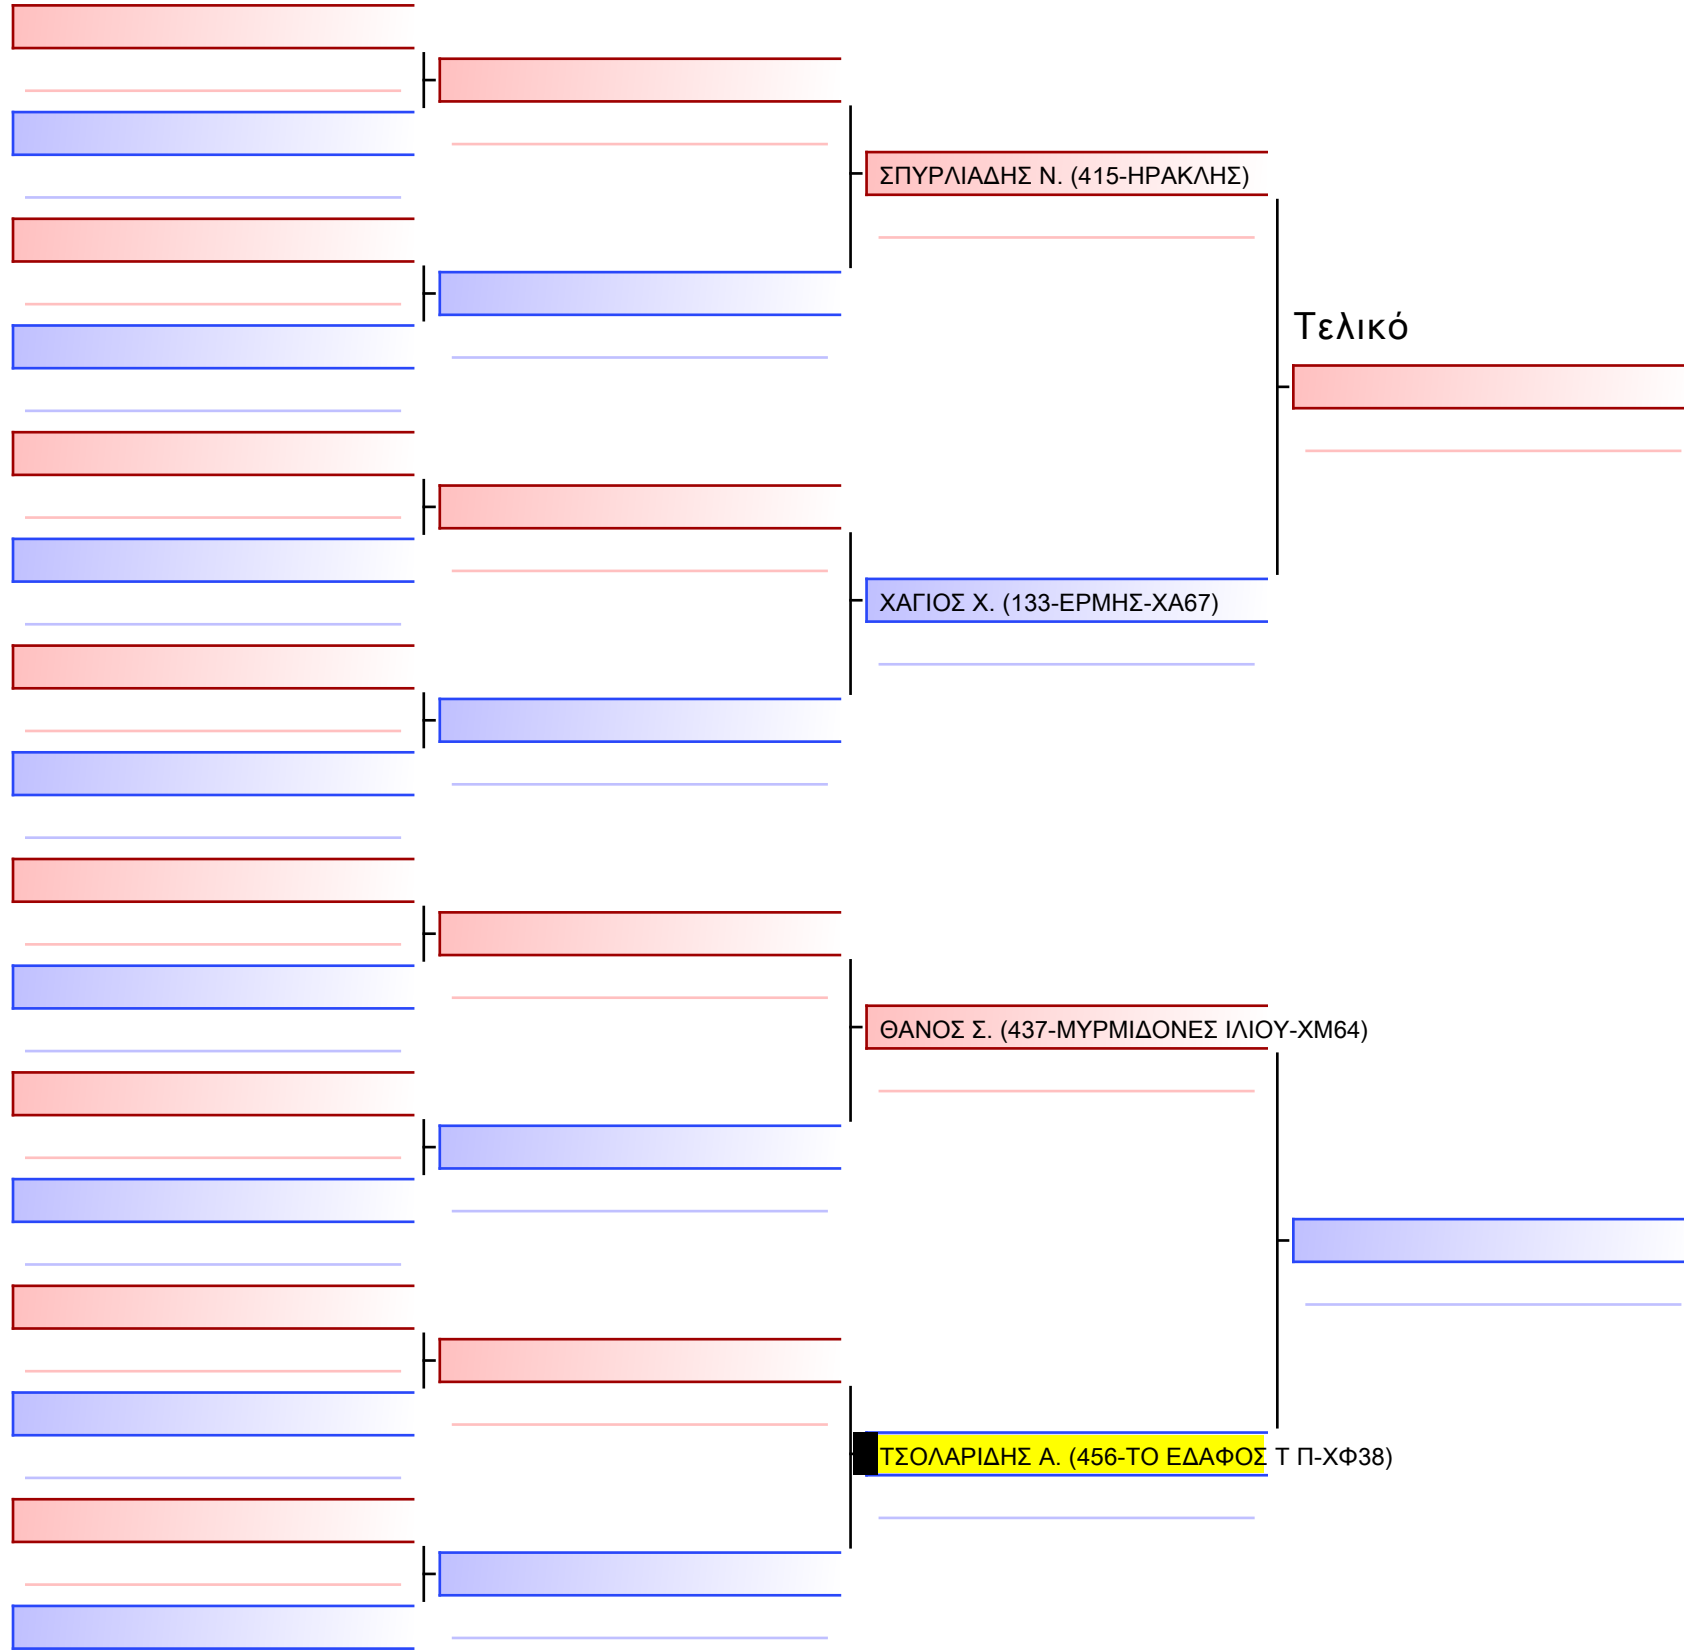 ΣΠΥΡΛΙΑΔΗΣ Ν. (415-ΗΡΑΚΛΗΣ)
Τελικό
ΧΑΓΙΟΣ Χ. (133-ΕΡΜΗΣ-ΧΑ67)
ΘΑΝΟΣ Σ. (437-ΜΥΡΜΙΔΟΝΕΣ ΙΛΙΟΥ-ΧΜ64)
ΤΣΟΛΑΡΙΔΗΣ Α. (456-ΤΟ ΕΔΑΦΟΣ Τ Π-ΧΦ38)